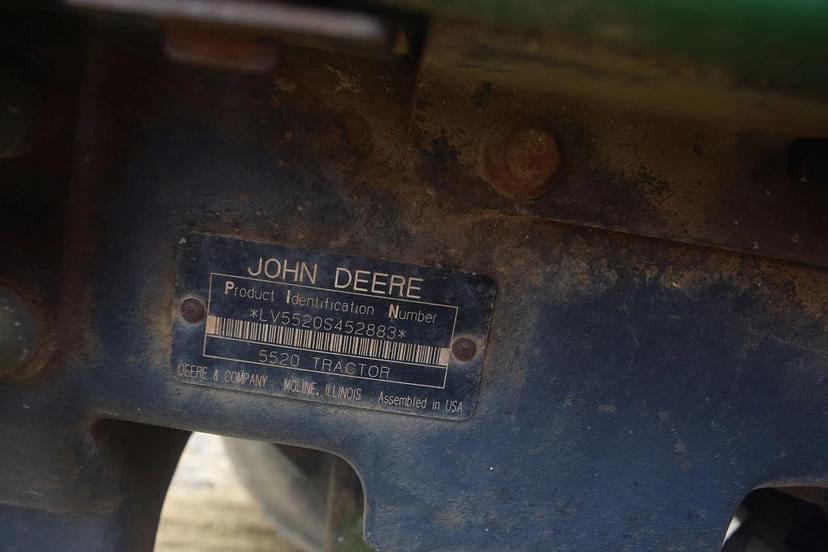 JOHN DEERE
Product Identification Number
*LV5520S452883*
5520 TRACTOR
DEERE & COMPANY MOLINE, ILLINOIS Assembled in USA